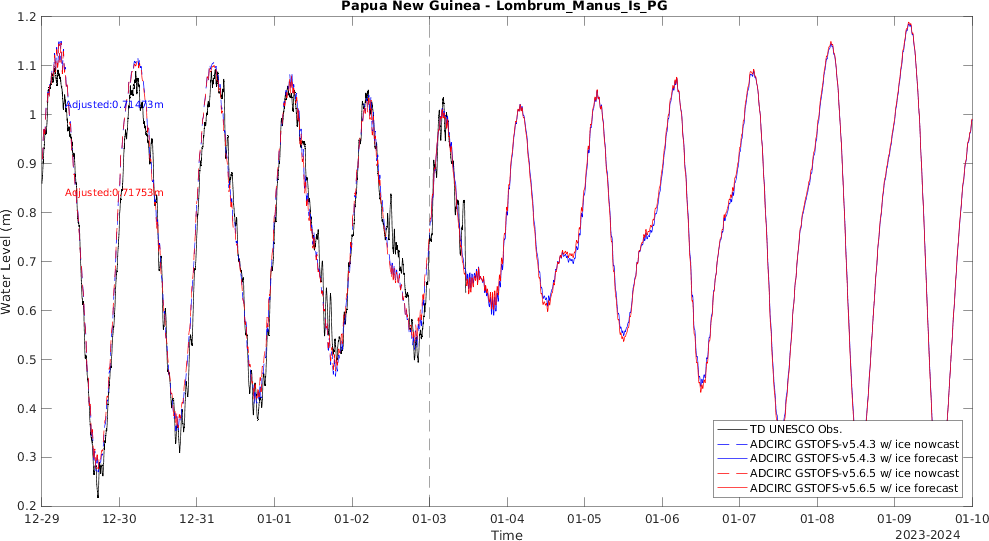 Papua New Guinea - Lombrum_Manus_Is_PG
1.2
1.1
1
0.9
0.8
0.7
0.6
0.5
0.4
0.3
0.2
Water Level (m)
Adjusted:0.71473m
Adjusted:0.71753m
TD UNESCO Obs.
ADCIRC GSTOFS-v5.4.3 w/ ice nowcast
ADCIRC GSTOFS-v5.4.3 w/ ice forecast
ADCIRC GSTOFS-v5.6.5 w/ ice nowcast
ADCIRC GSTOFS-v5.6.5 w/ ice forecast
12-29 12-30 12-31 01-01 01-02 01-03 01-04 01-05 01-06 01-07 01-08 01-09 01-10
Time
2023-2024